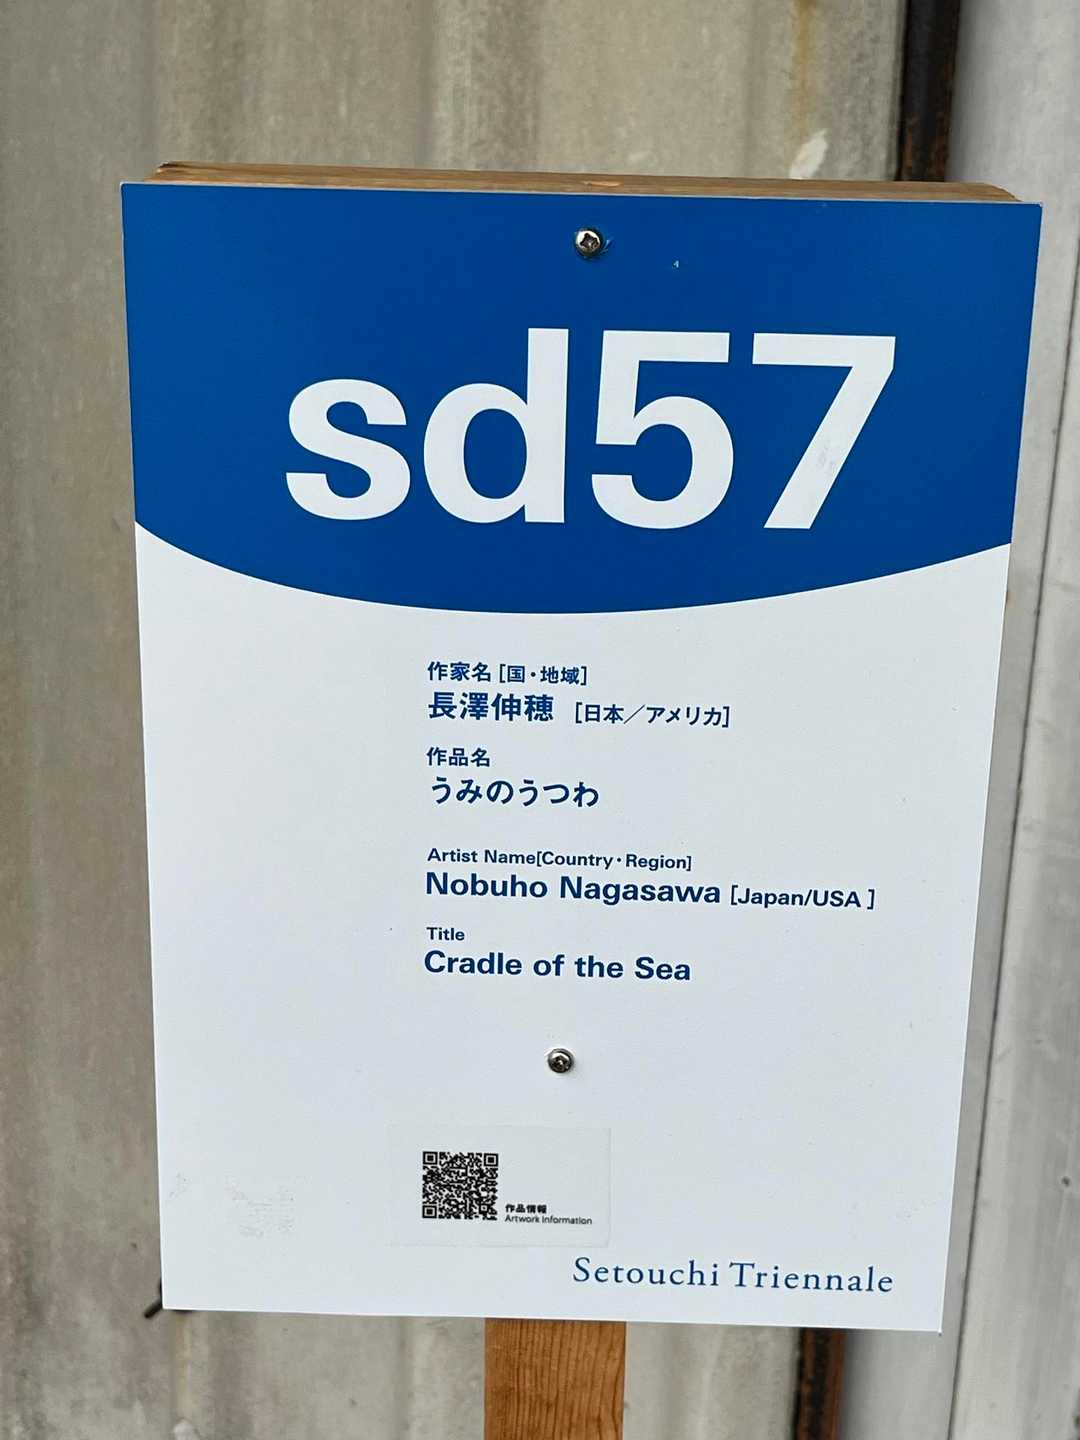 sd57
作家名[国・地域]
長澤伸穂 [日本／アメリカ]
作品名
うみのうつわ
Artist Name[Country・Region]
Nobuho Nagasawa [Japan/USA ]
Title
Cradle of the Sea
作品情報
Artwork Information
Setouchi Triennale